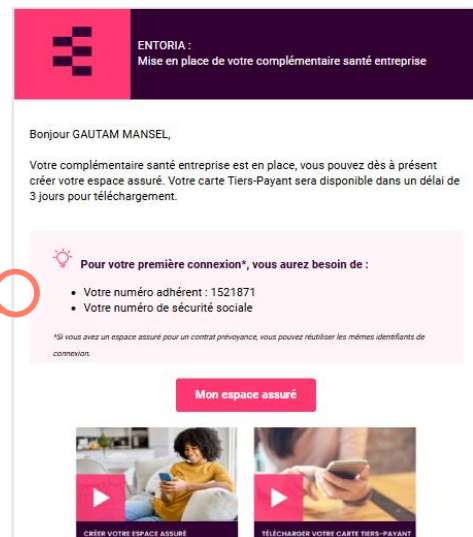 ENTORIA :
Mise en place de votre complémentaire santé entreprise
Bonjour GAUTAM MANSEL,
Votre complémentaire santé entreprise est en place, vous pouvez dès à présent
créer votre espace assuré. Votre carte Tiers-Payant sera disponible dans un délai de
3 jours pour téléchargement.
Pour votre première connexion*, vous aurez besoin de :
• Votre numéro adhérent : 1521871
• Votre numéro de sécurité sociale
*Si vous avez un espace assuré pour un contrat prévoyance, vous pouvez réutiliser les mêmes identifiants de
connexion.
Mon espace assuré
CRÉER VOTRE ESPACE ASSURÉ
TÉLÉCHARGER VOTRE CARTE TIERS-PAYANT